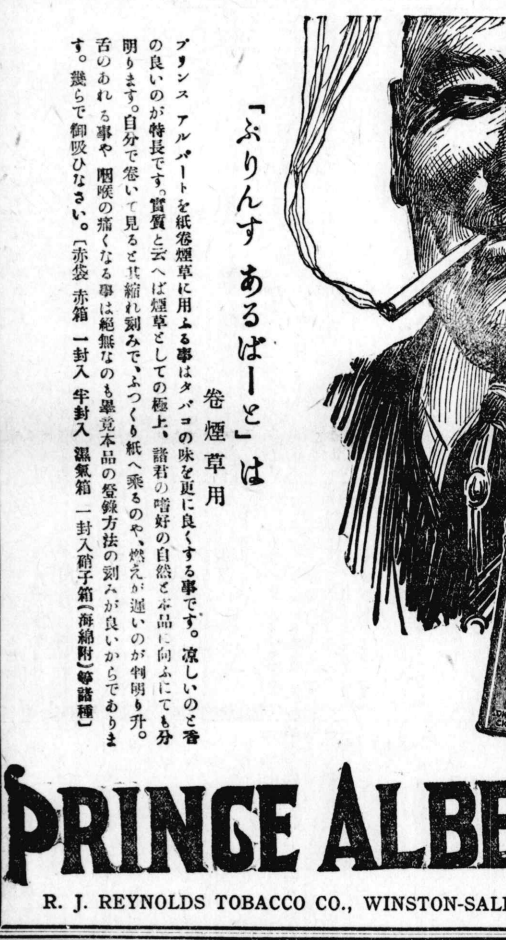 「ぷりんす あるばーと」は
卷煙草用
プリンス アルバートを紙卷煙草に用ふる事はタバコの味を更に良くする事です。凉しいのと香
の良いのが特長です。實質と云へば煙草としての極上、諸君の嗜好の自然と本品に向ふにても分
明ります。自分で卷いて見ると其縮れ刻みで、ふつくり紙へ乘るのや、燃えが遲いのが判明り升。
舌のあれる事や咽喉の痛くなる事は絕無なのも畢竟本品の登錄方法の刻みが良いからでありま
す。幾らで御吸ひなさい。〔赤袋 赤箱 一封入 半封入 濕氣箱 一封入硝子箱(海綿附)等諸種〕
PRINCE ALBE
R. J. REYNOLDS TOBACCO CO., WINSTON-SAL